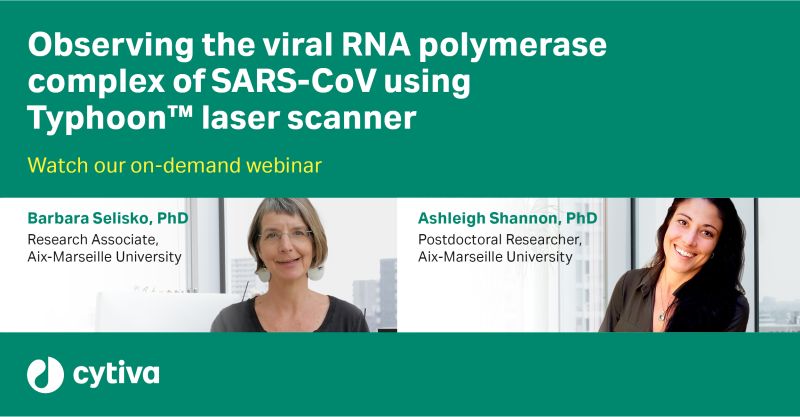 Observing the viral RNA polymerase
complex of SARS-CoV using
Typhoon™ laser scanner
Watch our on-demand webinar
Barbara Selisko, PhD
Research Associate,
Aix-Marseille University
Ashleigh Shannon, PhD
Postdoctoral Researcher,
Aix-Marseille University
cytiva